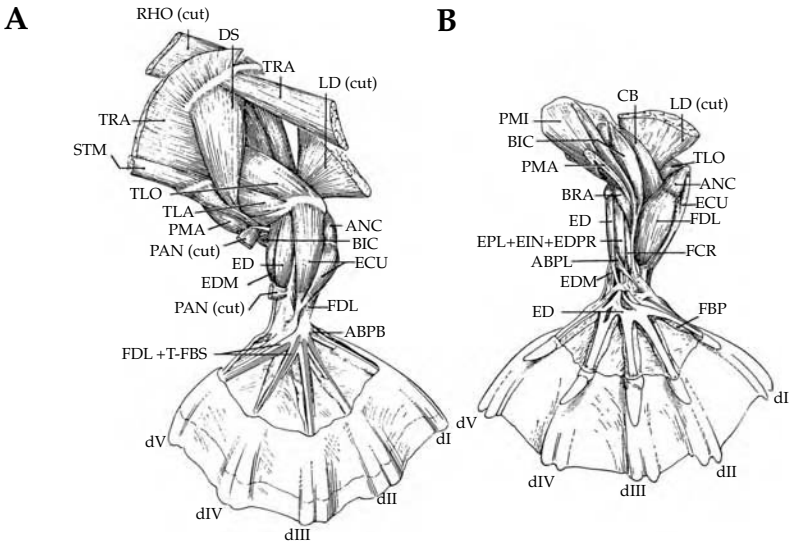 A
RHO (cut)
DS
TRA
LD (cut)
TRA
STM
TLO
TLA
PMA
PAN (cut)
ANC
BIC
ED
ECU
EDM
PAN (cut)
FDL
ABPB
FDL +T-FBS
dV
dI
dIV
dII
dIII
B
CB
LD (cut)
PMI
BIC
PMA
TLO
ANC
BRA
ECU
ED
FDL
EPL+EIN+EDPR
FCR
ABPL
EDM
ED
FBP
dI
dV
dII
dIV
dIII